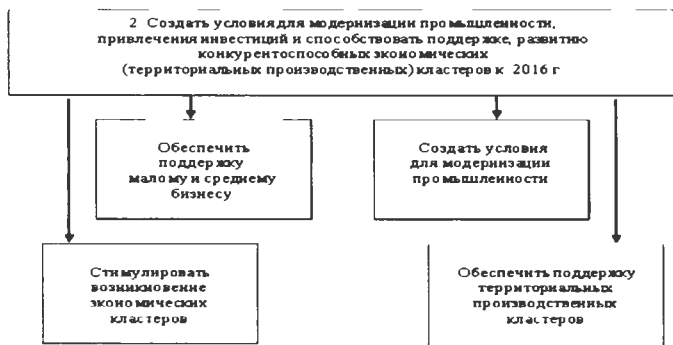 2 Создать условия для модернизации промышленности,
привлечения инвестиций и способствовать поддержке, развитию
конкурентоспособных экономических
(территориальных производственных) кластеров к 2016 г
Обеспечить
поддержку
малому и среднему
бизнесу
Создать условия
для модернизации
промышленности
Стимулировать
возникновение
экономических
кластеров
Обеспечить поддержку
территориальных
производственных
кластеров